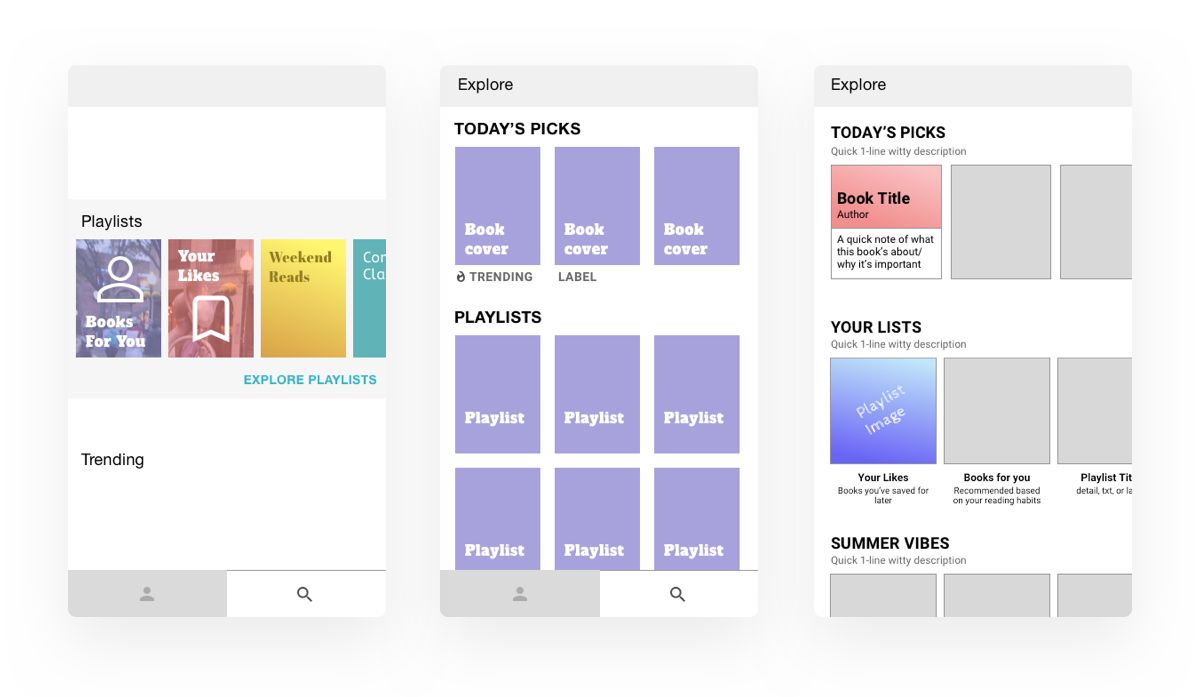 Playlists
Books
For You
Your
Likes
Weekend
Reads
EXPLORE PLAYLISTS
Trending
Explore
TODAY'S PICKS
Book
cover
Book
cover
Book
cover
TRENDING
LABEL
PLAYLISTS
Playlist
Playlist
Playlist
Playlist
Playlist
Playlist
Explore
TODAY'S PICKS
Quick 1-line witty description
Book Title
Author
A quick note of what
this book's about/
why it's important
YOUR LISTS
Quick 1-line witty description
Playlist
Image
Your Likes
Books you've saved for
later
Books for you
Recommended based
on your reading habits
Playlist Tit
detail, txt, or la
SUMMER VIBES
Quick 1-line witty description